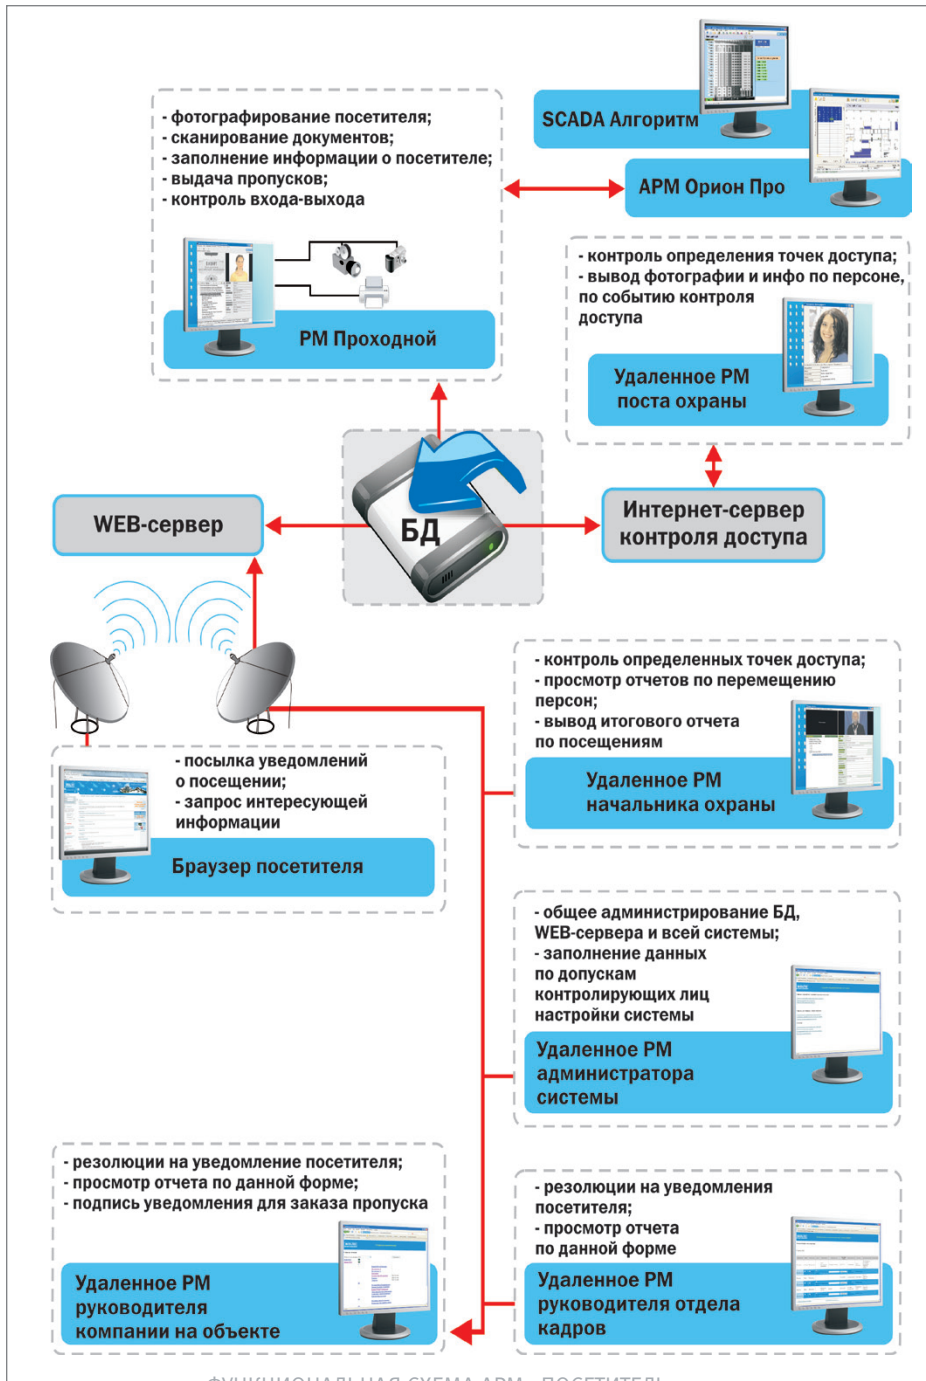 SCADA Алгоритм
АРМ Орион Про
- фотографирование посетителя;
- сканирование документов;
- заполнение информации о посетителе;
- выдача пропусков;
- контроль входа-выхода
РМ Проходной
- контроль определения точек доступа;
- вывод фотографии и инфо по персоне,
по событию контроля
доступа
Удаленное РМ
поста охраны
WEB-сервер
БД
Интернет-сервер
контроля доступа
- контроль определенных точек доступа;
- просмотр отчетов по перемещению
персон;
- вывод итогового отчета
по посещениям
Удаленное РМ
начальника охраны
- посылка уведомлений
о посещении;
- запрос интересующей
информации
Браузер посетителя
- общее администрирование БД,
WEB-сервера и всей системы;
- заполнение данных
по допускам
контролирующих лиц
настройки системы
Удаленное РМ
администратора
системы
- резолюции на уведомление посетителя;
- просмотр отчета по данной форме;
- подпись уведомления для заказа пропуска
Удаленное РМ
руководителя
компании на объекте
- резолюции на уведомления
посетителя;
- просмотр отчета
по данной форме
Удаленное РМ
руководителя отдела
кадров
ФУНКЦИОНАЛЬНАЯ СХЕМА АРМ «ПОСЕТИТЕЛЬ»